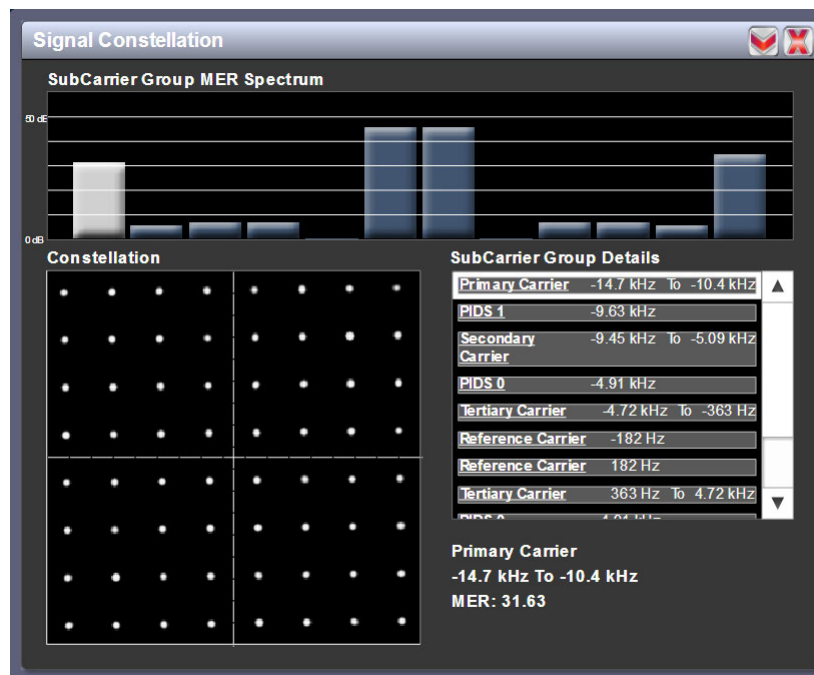 Signal Constellation
SubCarrier Group MER Spectrum
50 dB
0 dB
Constellation
SubCarrier Group Details
Primary Carrier -14.7 kHz To -10.4 kHz
PIDS 1 -9.63 kHz
Secondary -9.45 kHz To -5.09 kHz
Carrier
PIDS 0 -4.91 kHz
Tertiary Carrier -4.72 kHz To -363 Hz
Reference Carrier -182 Hz
Reference Carrier 182 Hz
Tertiary Carrier 363 Hz To 4.72 kHz
Primary Carrier
-14.7 kHz To -10.4 kHz
MER: 31.63